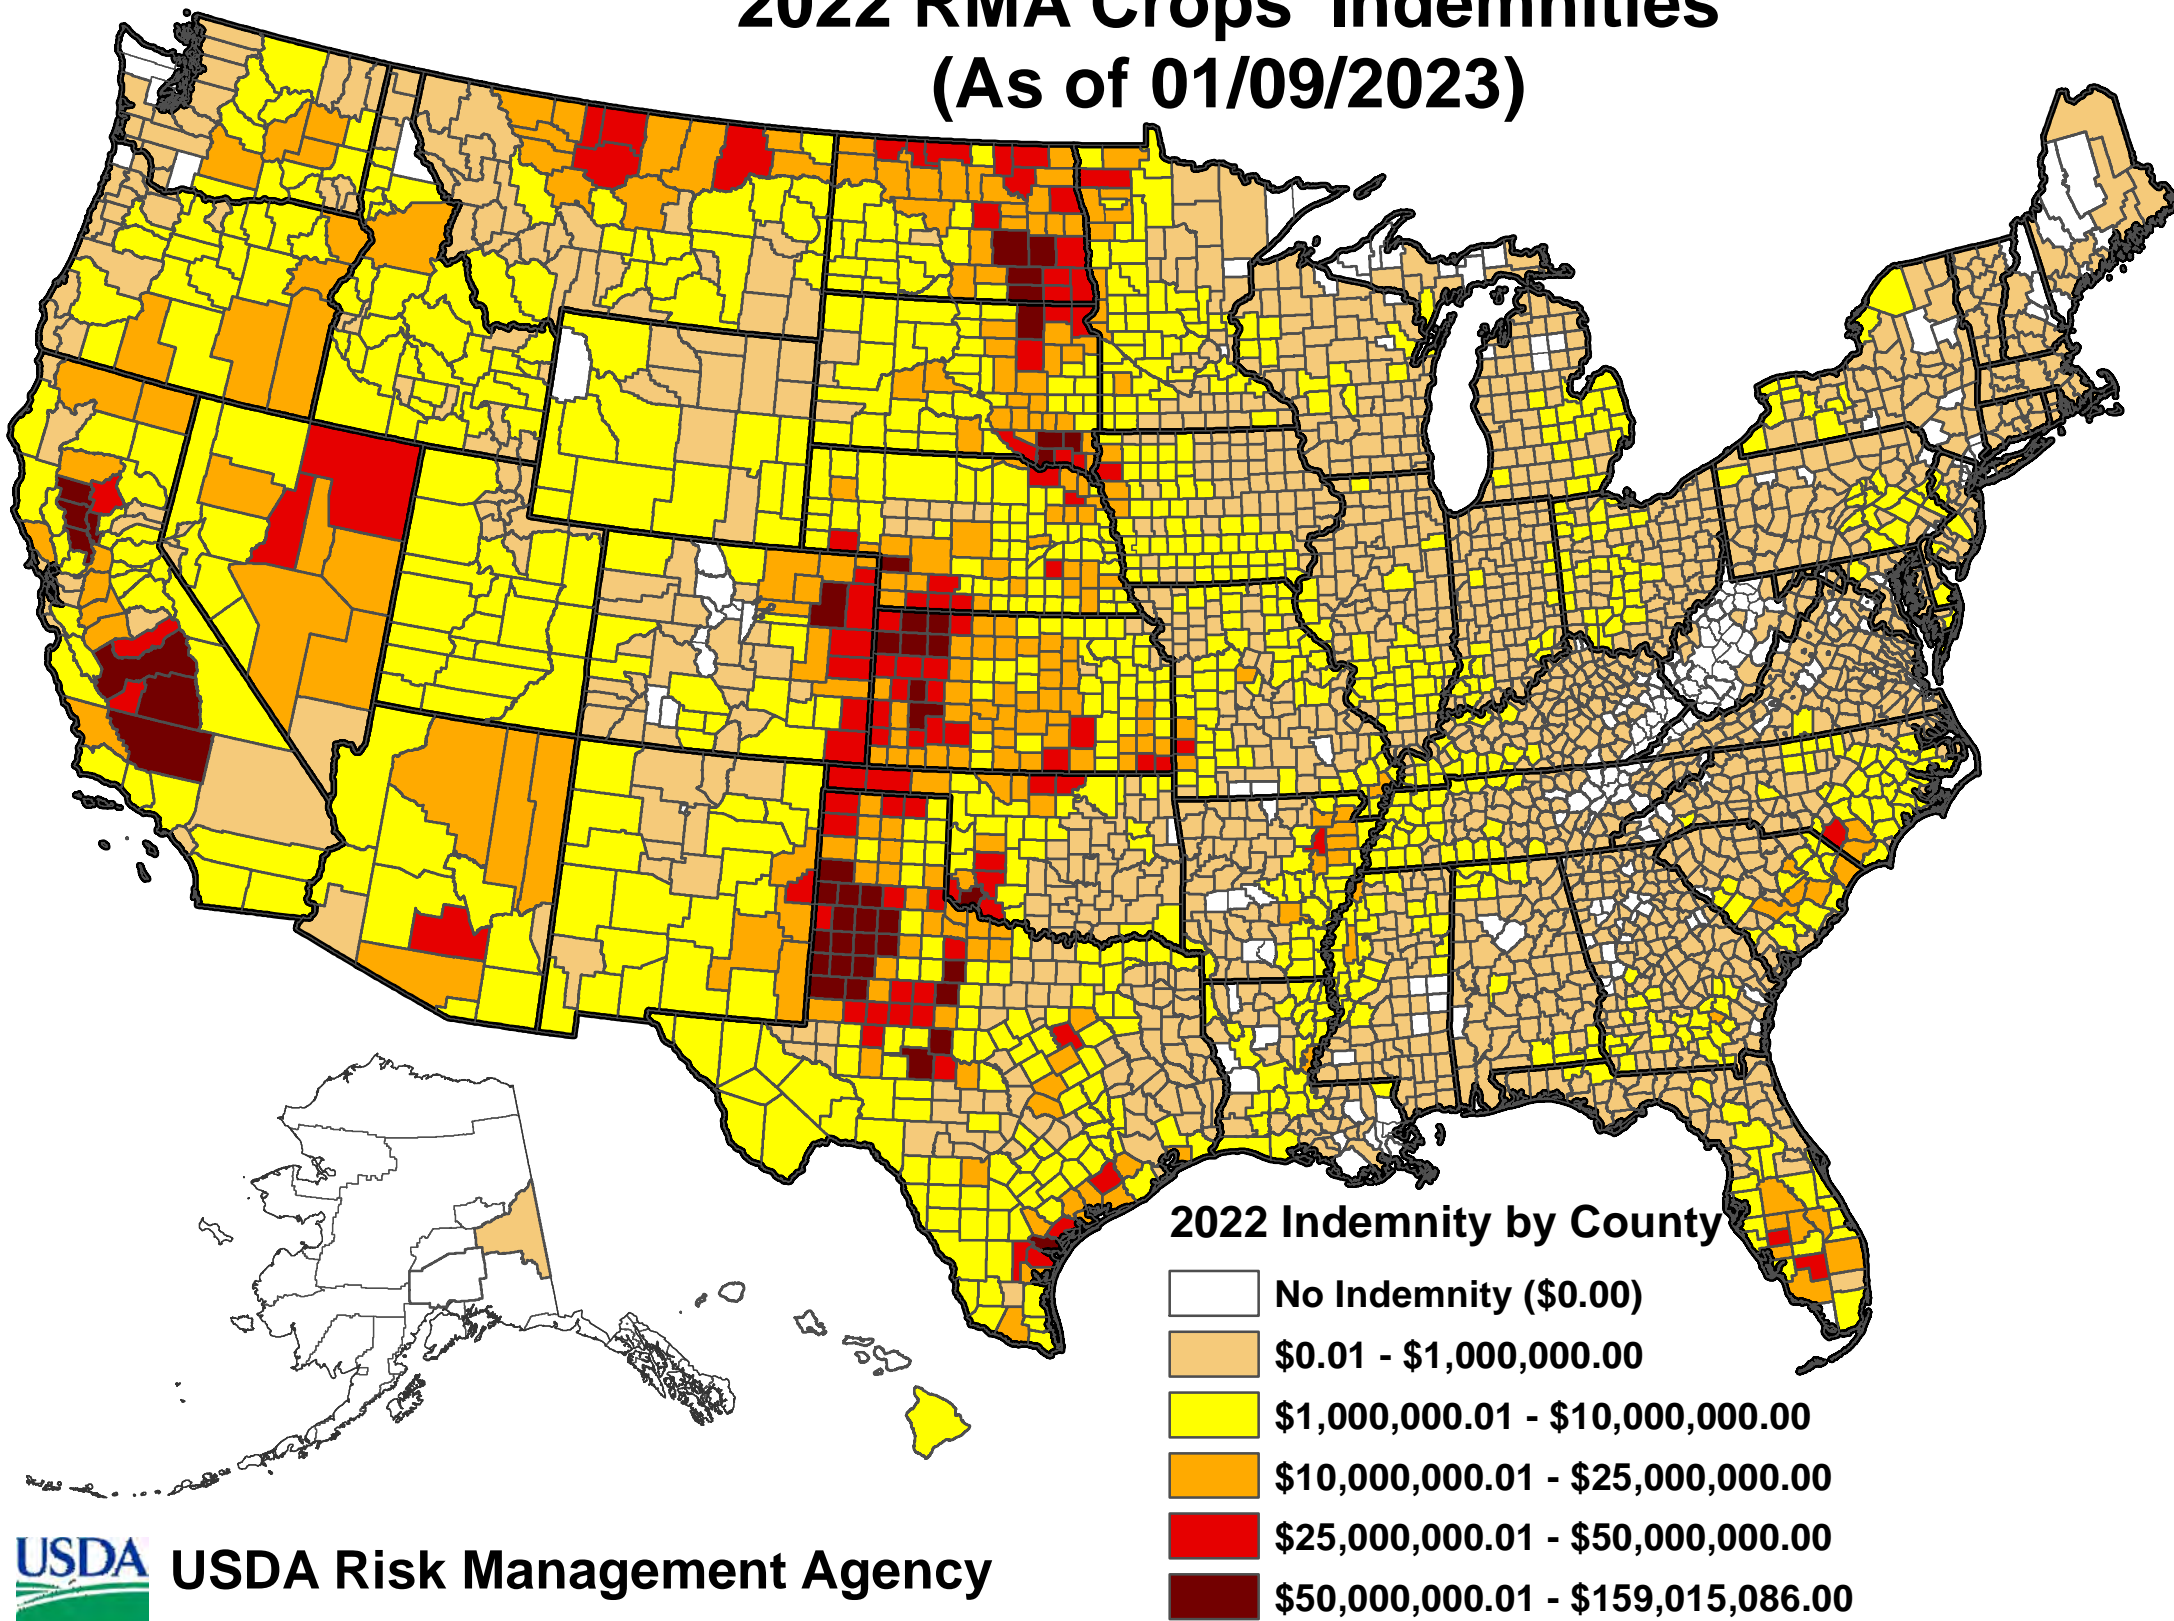 2022 RMA Crops' Indemnities
(As of 01/09/2023)
2022 Indemnity by County
No Indemnity ($0.00)
$0.01 - $1,000,000.00
$1,000,000.01 - $10,000,000.00
$10,000,000.01 - $25,000,000.00
$25,000,000.01 - $50,000,000.00
$50,000,000.01 - $159,015,086.00
USDA USDA Risk Management Agency